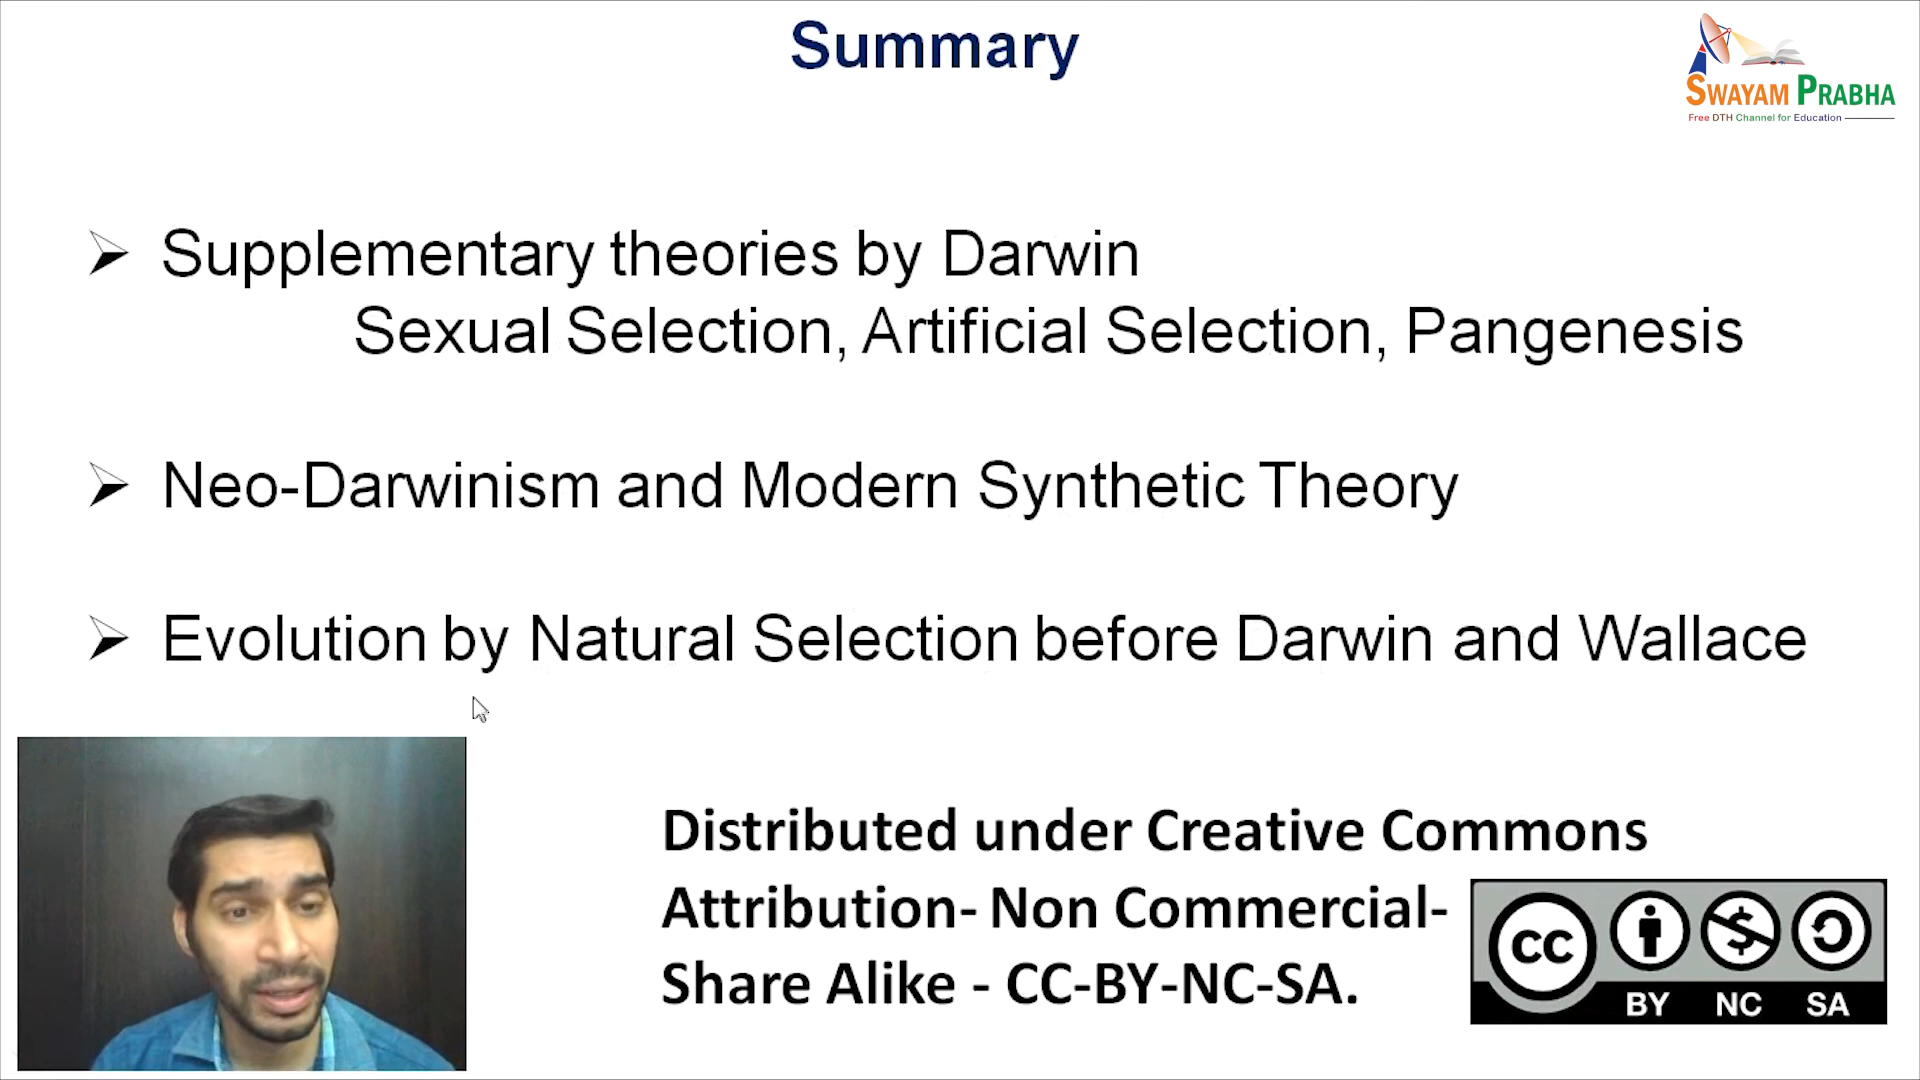 Summary
SWAYAM PRABHA
Free DTH Channel for Education
Supplementary theories by Darwin
Sexual Selection, Artificial Selection, Pangenesis
Neo-Darwinism and Modern Synthetic Theory
Evolution by Natural Selection before Darwin and Wallace
Distributed under Creative Commons
Attribution- Non Commercial-
Share Alike - CC-BY-NC-SA.
cc
BY NC SA